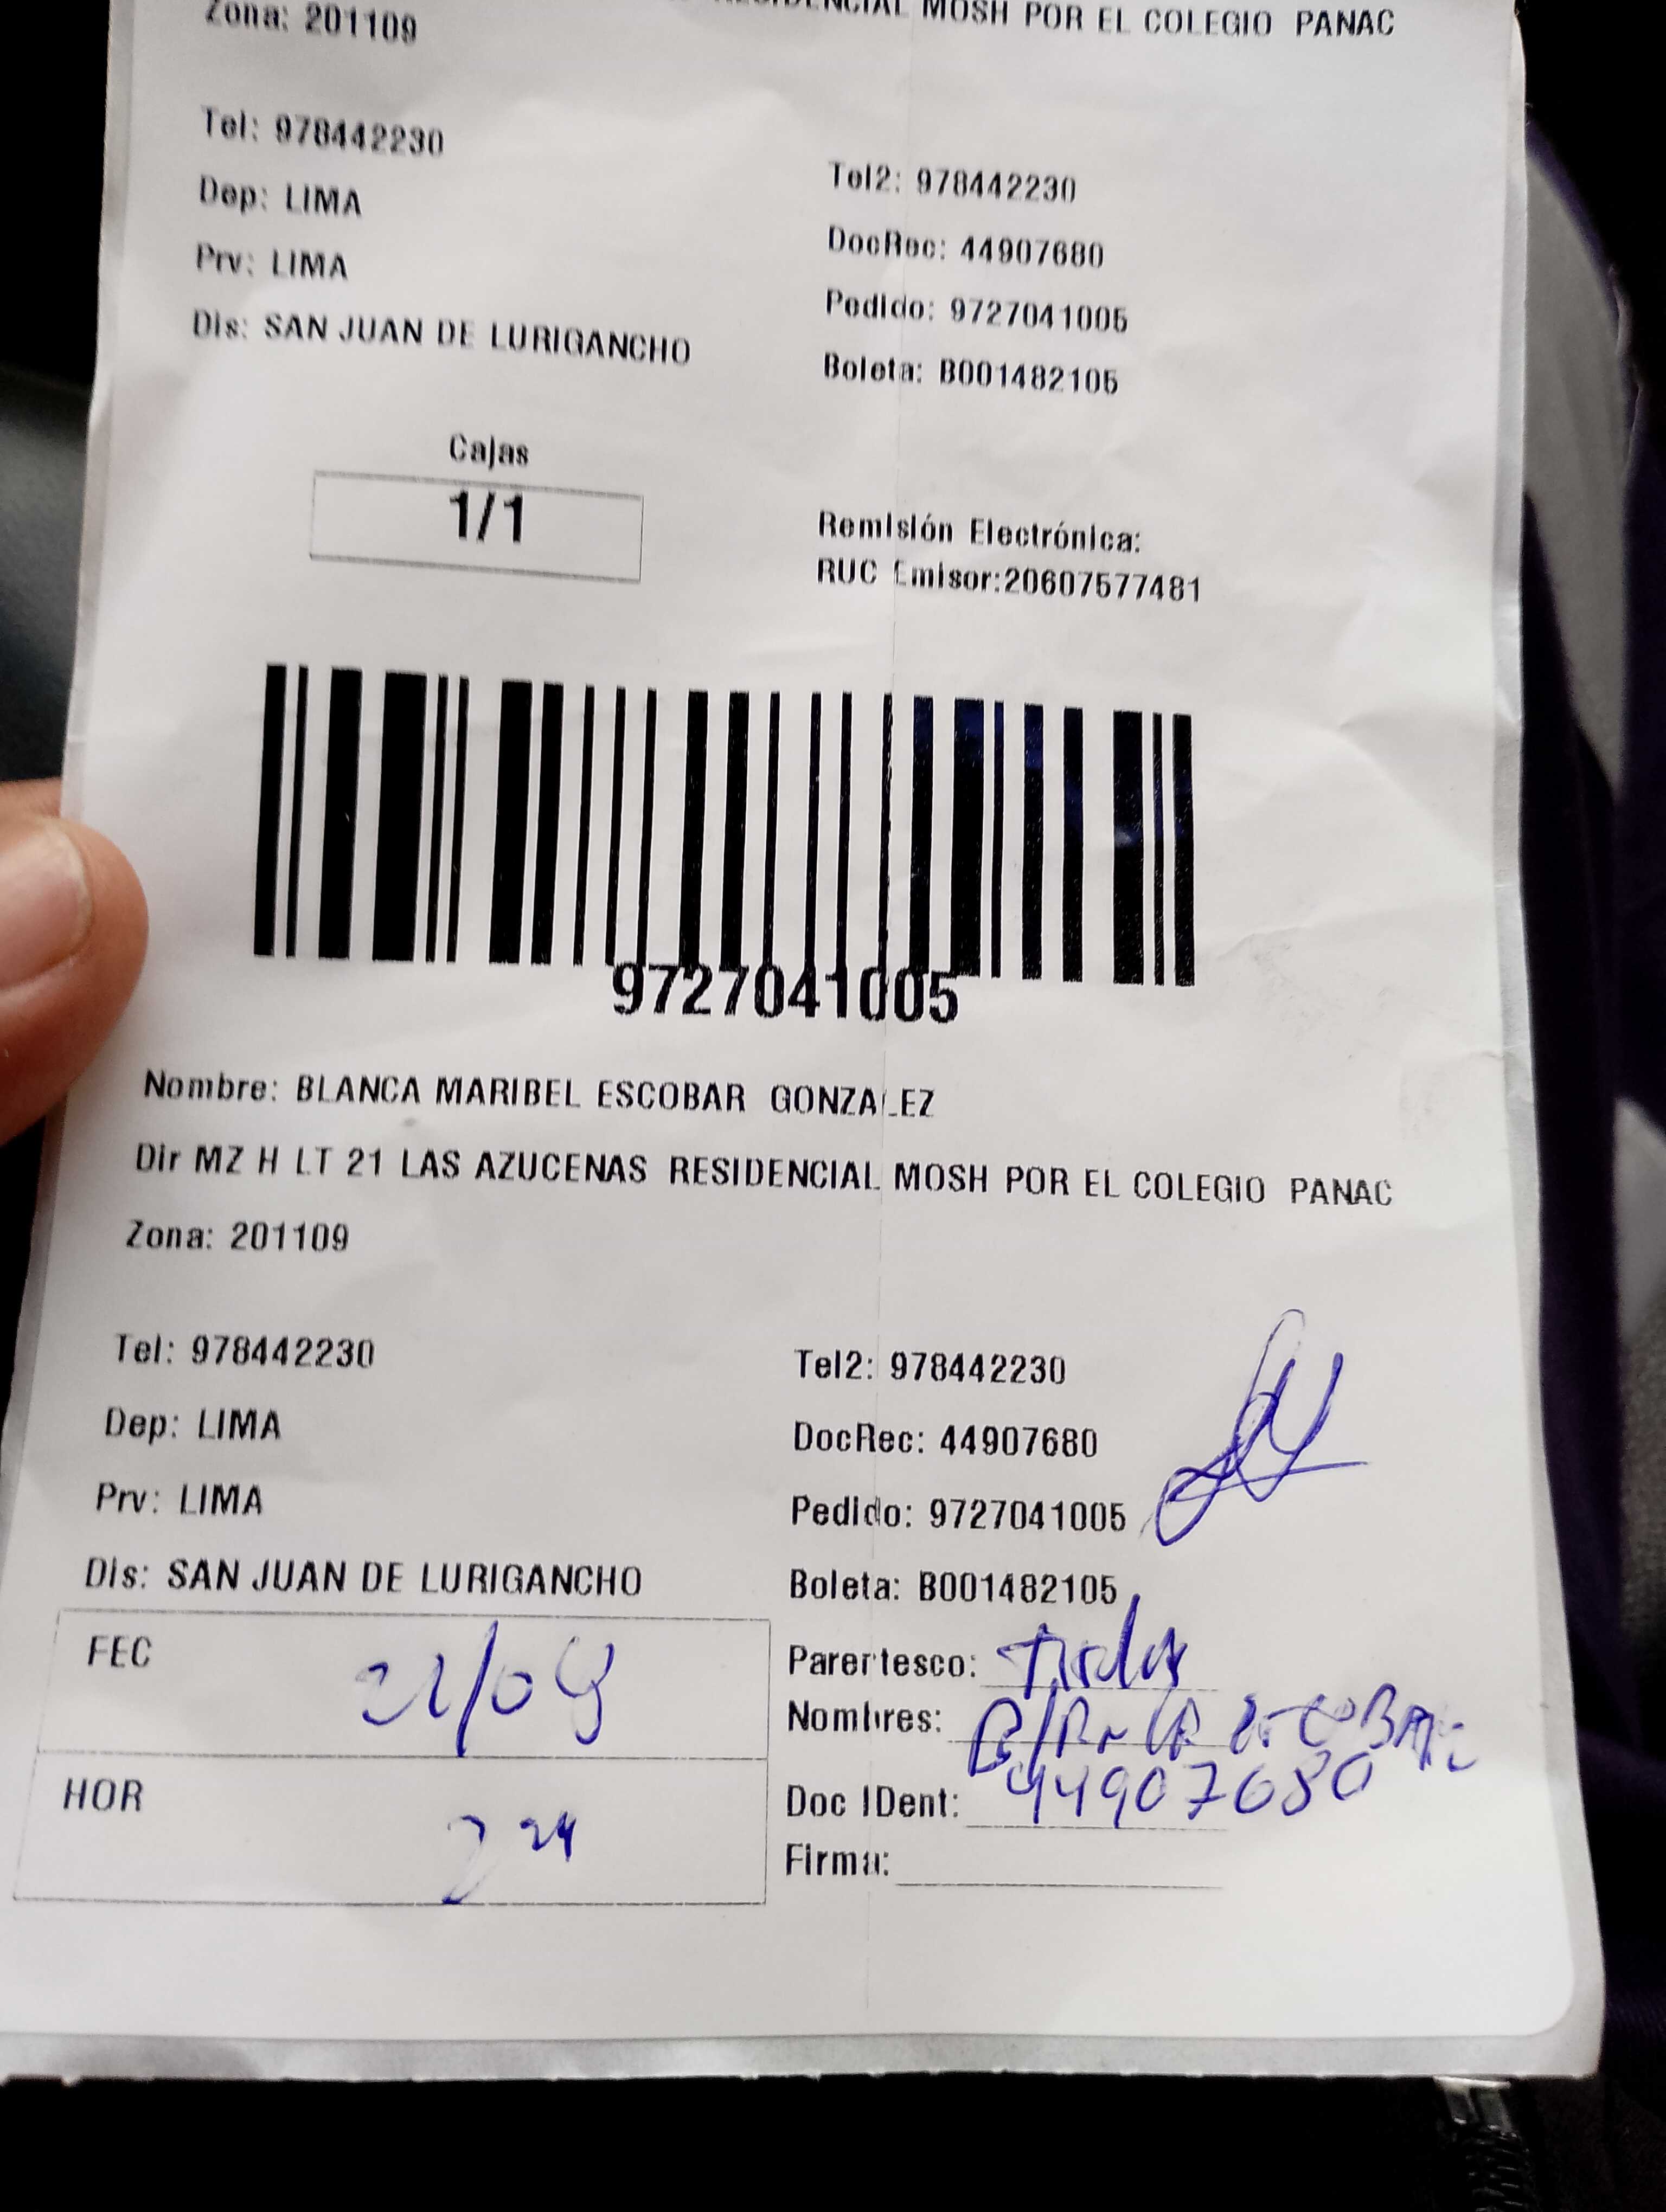 Zona: 201109 RESIDENCIAL MOSH POR EL COLEGIO PANAC
Tel: 978442230
Tel2: 978442230
Dep: LIMA
DocRec: 44907680
Prv: LIMA
Pedido: 9727041005
Dis: SAN JUAN DE LURIGANCHO
Boleta: B001482105
Cajas
1/1
Remisión Electrónica:
RUC Emisor:20607577481
9727041005
Nombre: BLANCA MARIBEL ESCOBAR GONZALEZ
Dir MZ H LT 21 LAS AZUCENAS RESIDENCIAL MOSH POR EL COLEGIO PANAC
Zona: 201109
Tel: 978442230
Tel2: 978442230
Dep: LIMA
DocRec: 44907680
Prv: LIMA
Pedido: 9727041005
Dis: SAN JUAN DE LURIGANCHO
Boleta: B001482105
FEC
Parentesco:
Nombres: Blanca Escobar
HOR
Doc IDent: 44907680
Firma: